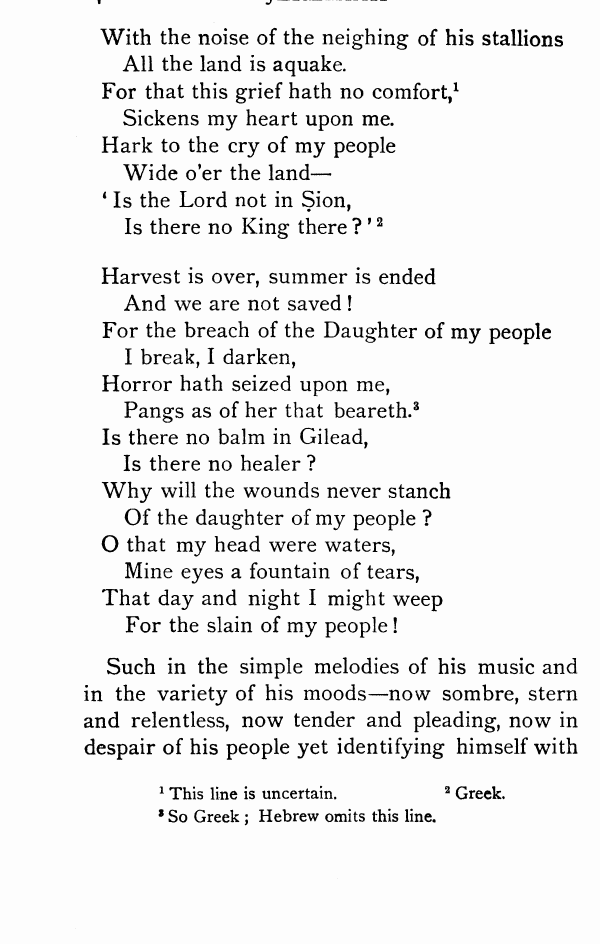 With the noise of the neighing of his stallions
All the land is aquake.
For that this grief hath no comfort,¹
Sickens my heart upon me.
Hark to the cry of my people
Wide o'er the land—
‘ Is the Lord not in Ṣion,
Is there no King there ? ’ ²
Harvest is over, summer is ended
And we are not saved !
For the breach of the Daughter of my people
I break, I darken,
Horror hath seized upon me,
Pangs as of her that beareth.³
Is there no balm in Gilead,
Is there no healer ?
Why will the wounds never stanch
Of the daughter of my people ?
O that my head were waters,
Mine eyes a fountain of tears,
That day and night I might weep
For the slain of my people !
Such in the simple melodies of his music and
in the variety of his moods—now sombre, stern
and relentless, now tender and pleading, now in
despair of his people yet identifying himself with
¹ This line is uncertain. ² Greek.
³ So Greek ; Hebrew omits this line.